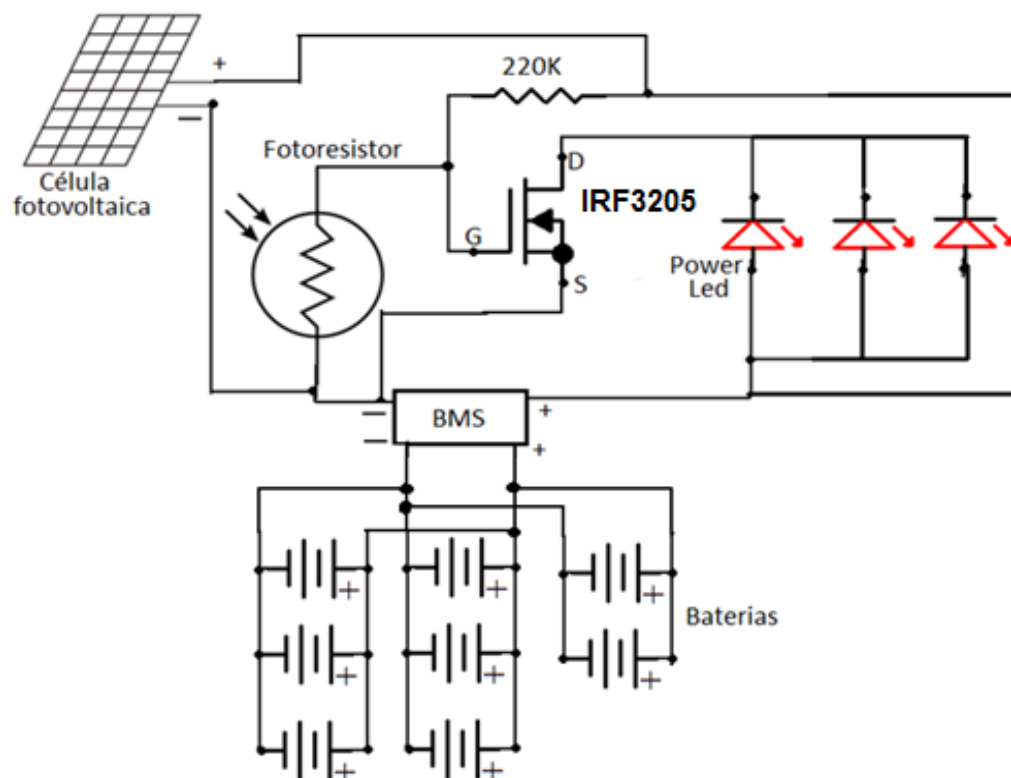 +
220K
—
Fotoresistor
Célula
fotovoltaica
D
IRF3205
G
S
Power
Led
—
BMS
+
—
+
+
+
+
+
Baterias
+
+
+
+
+